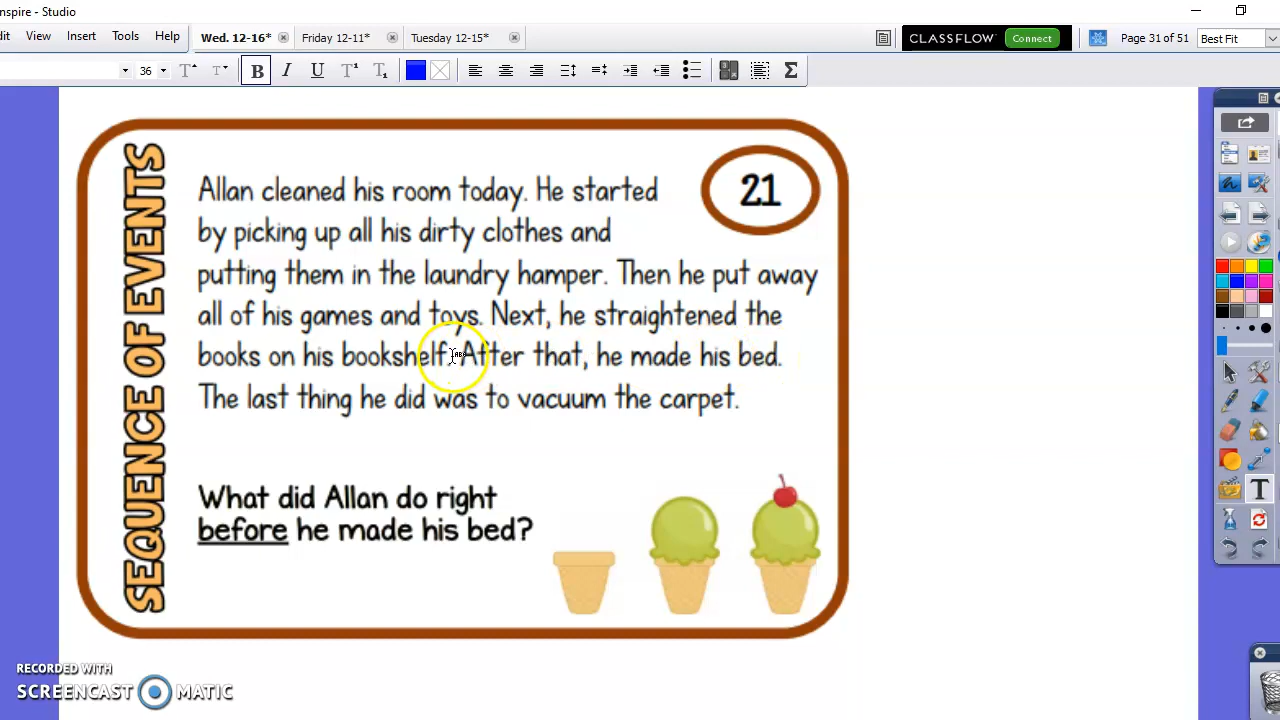 nspire - Studio
dit View Insert Tools Help
Wed. 12-16* Friday 12-11* Tuesday 12-15*
CLASSFLOW Connect
Page 31 of 51 Best Fit
36 B I U T T
SEQUENCE OF EVENTS
21
Allan cleaned his room today. He started
by picking up all his dirty clothes and
putting them in the laundry hamper. Then he put away
all of his games and toys. Next, he straightened the
books on his bookshelf. After that, he made his bed.
The last thing he did was to vacuum the carpet.
What did Allan do right
before he made his bed?
RECORDED WITH
SCREENCAST MATIC